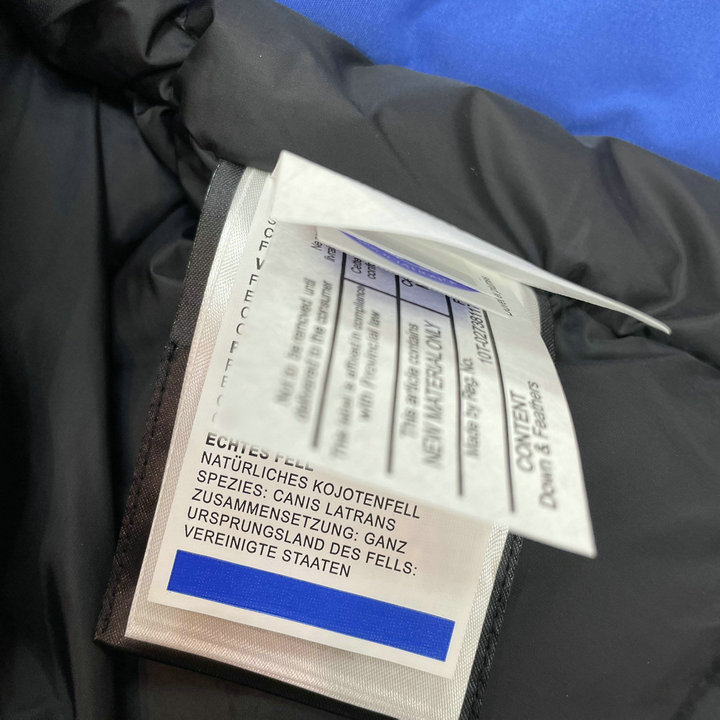 Not to be removed until
delivered to the consumer
This label is affixed in compliance
with Provincial law
This article contains
NEW MATERIAL ONLY
Made by Reg. No.
10T-02738117
CONTENT
Down & Feathers
ECHTES FELL
NATÜRLICHES KOJOTENFELL
SPEZIES: CANIS LATRANS
ZUSAMMENSETZUNG: GANZ
URSPRUNGSLAND DES FELLS:
VEREINIGTE STAATEN